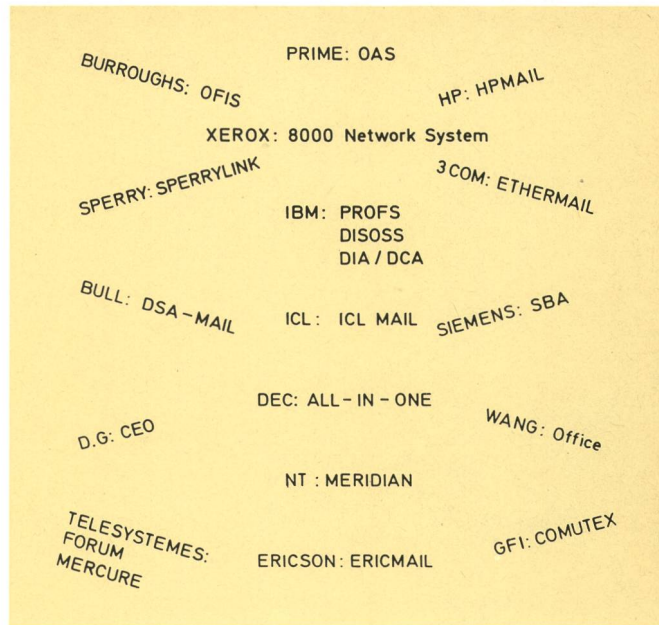 PRIME: OAS
BURROUGHS: OFIS
HP: HPMAIL
XEROX: 8000 Network System
SPERRY: SPERRYLINK
3COM: ETHERMAIL
IBM: PROFS
DISOSS
DIA / DCA
BULL: DSA-MAIL
ICL: ICL MAIL
SIEMENS: SBA
DEC: ALL-IN-ONE
D.G: CEO
WANG: Office
NT : MERIDIAN
TELESYSTEMES:
FORUM
MERCURE
ERICSON: ERICMAIL
GFI: COMUTEX